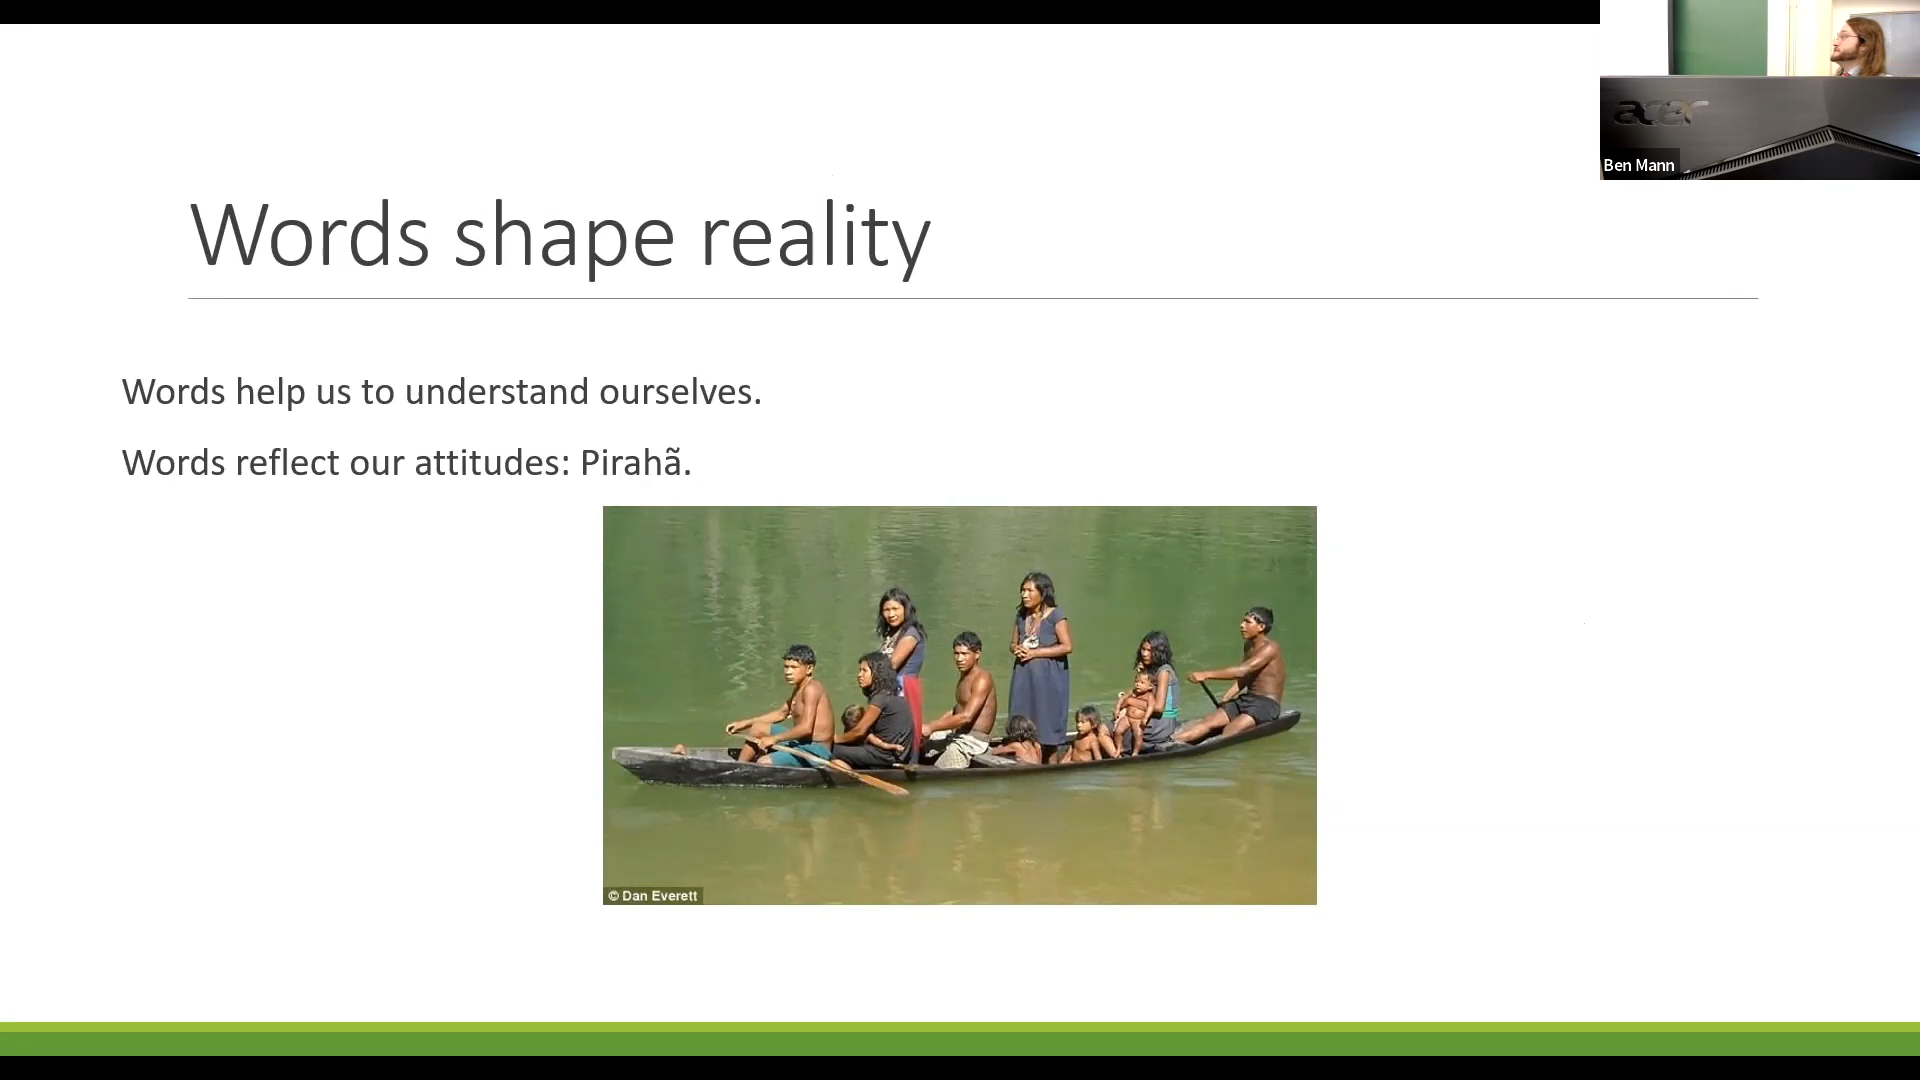 acer
Ben Mann
Words shape reality
Words help us to understand ourselves.
Words reflect our attitudes: Pirahã.
© Dan Everett